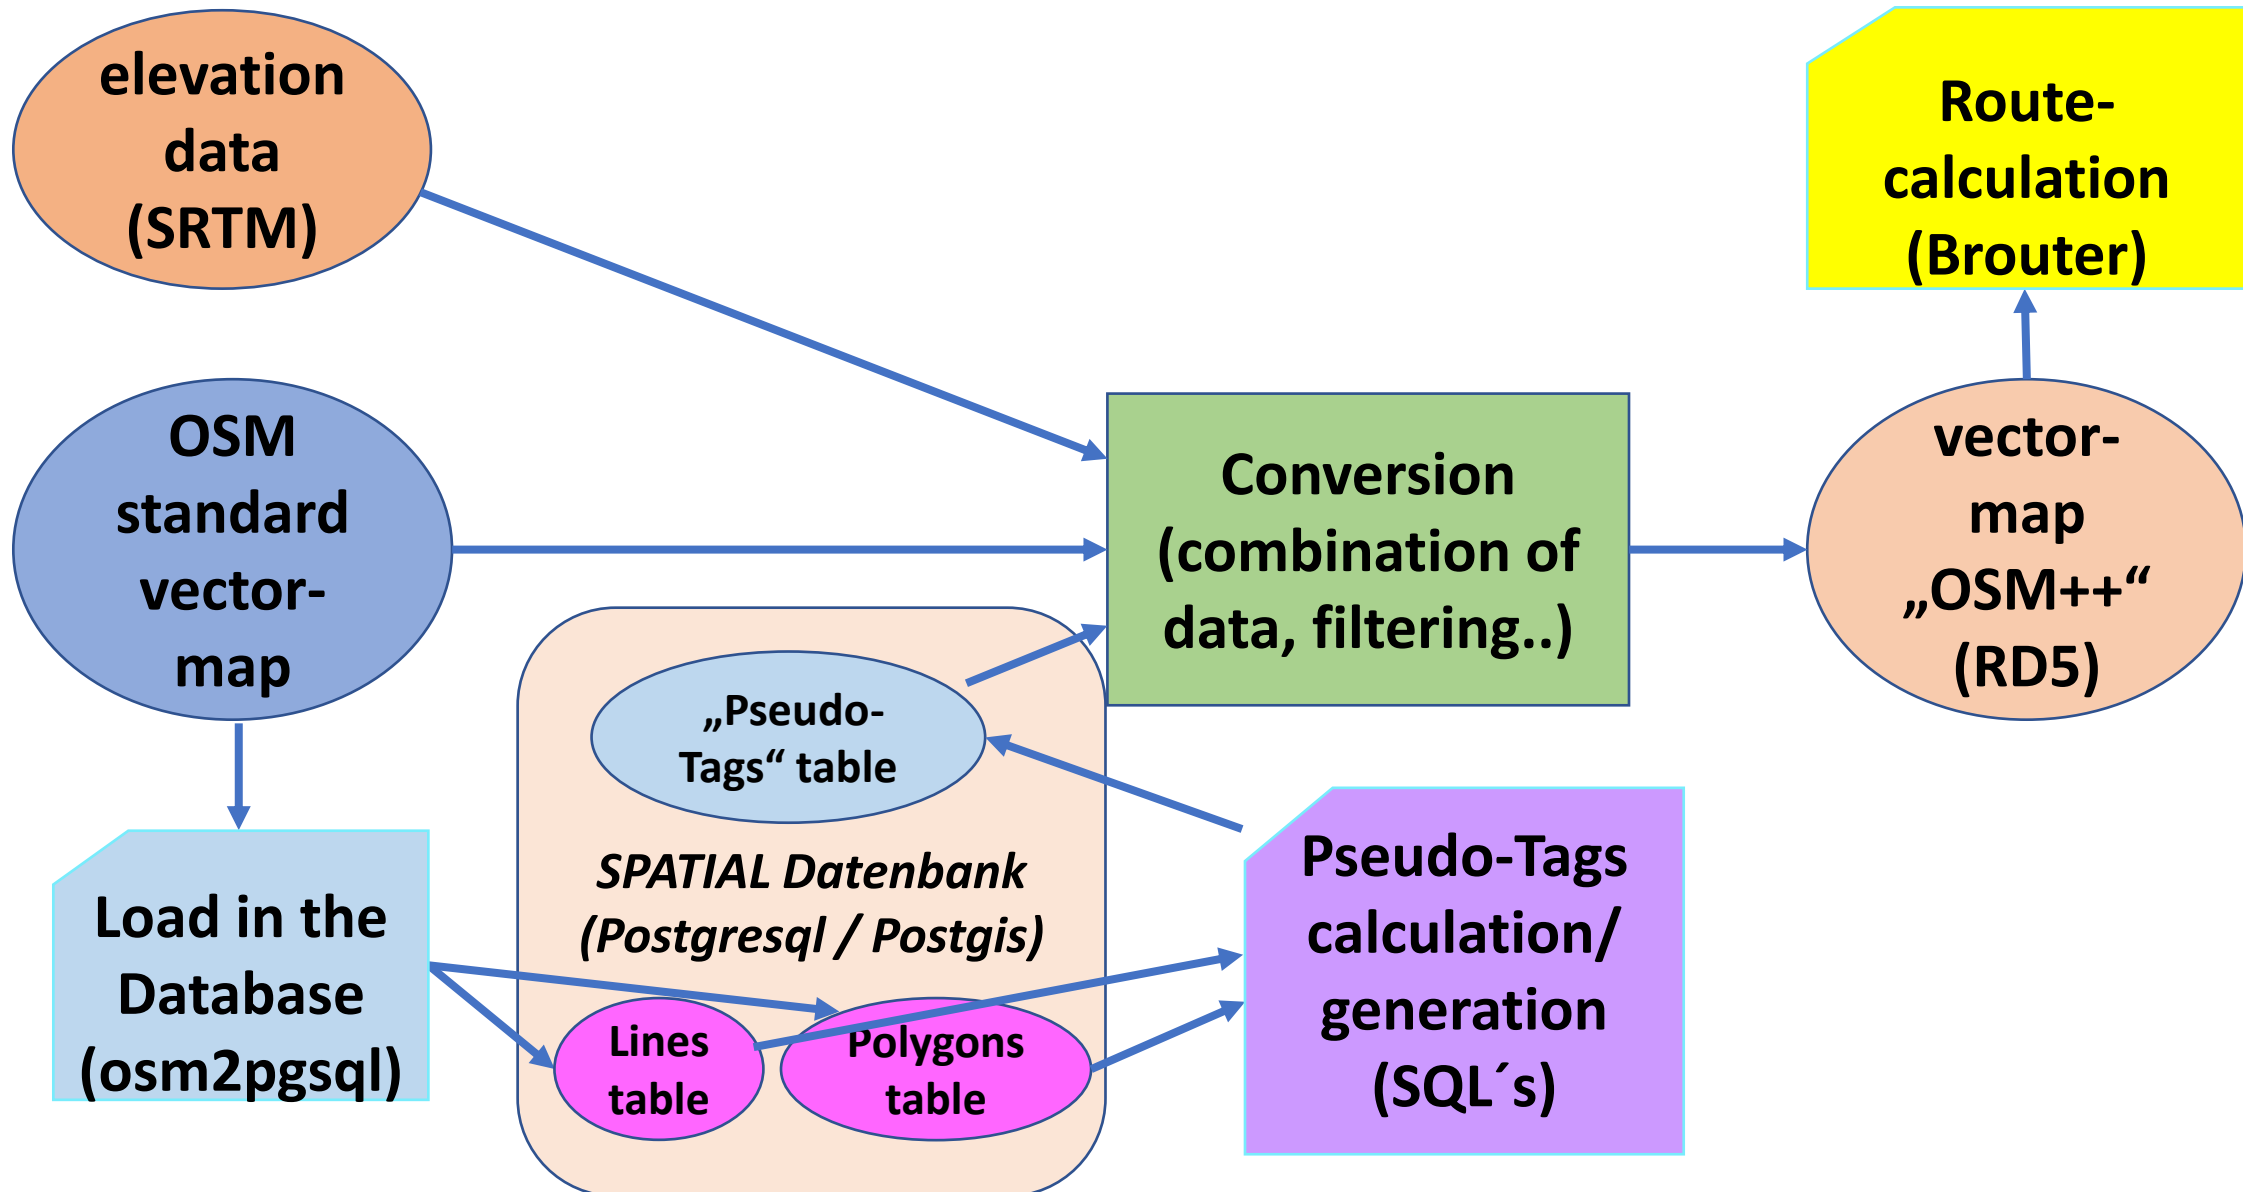 elevation
data
(SRTM)
Route-
calculation
(Brouter)
OSM
standard
vector-
map
Conversion
(combination of
data, filtering..)
vector-
map
„OSM++“
(RD5)
„Pseudo-
Tags“ table
SPATIAL Datenbank
(Postgresql / Postgis)
Load in the
Database
(osm2pgsql)
Lines
table
Polygons
table
Pseudo-Tags
calculation/
generation
(SQL´s)